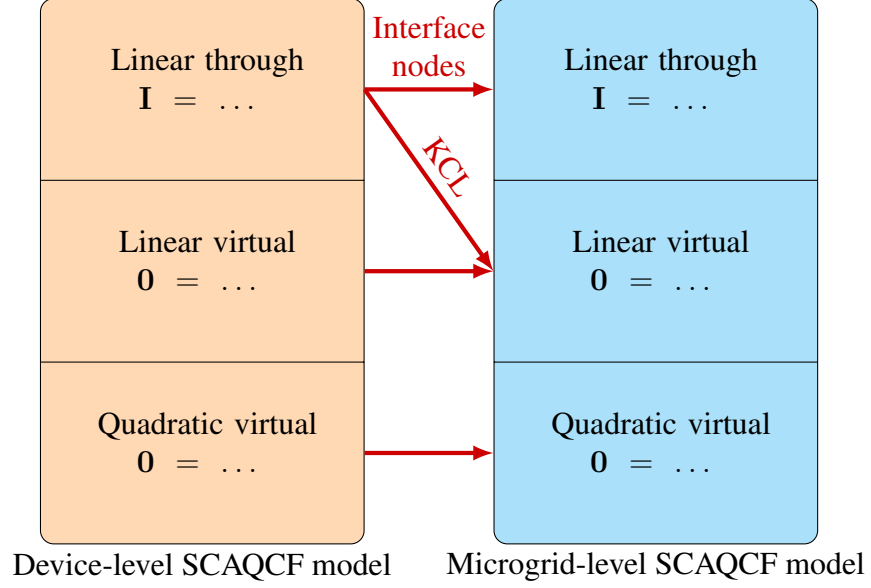 Linear through
I = ...
Interface
nodes
Linear through
I = ...
KCL
Linear virtual
0 = ...
Linear virtual
0 = ...
Quadratic virtual
0 = ...
Quadratic virtual
0 = ...
Device-level SCAQCF model
Microgrid-level SCAQCF model